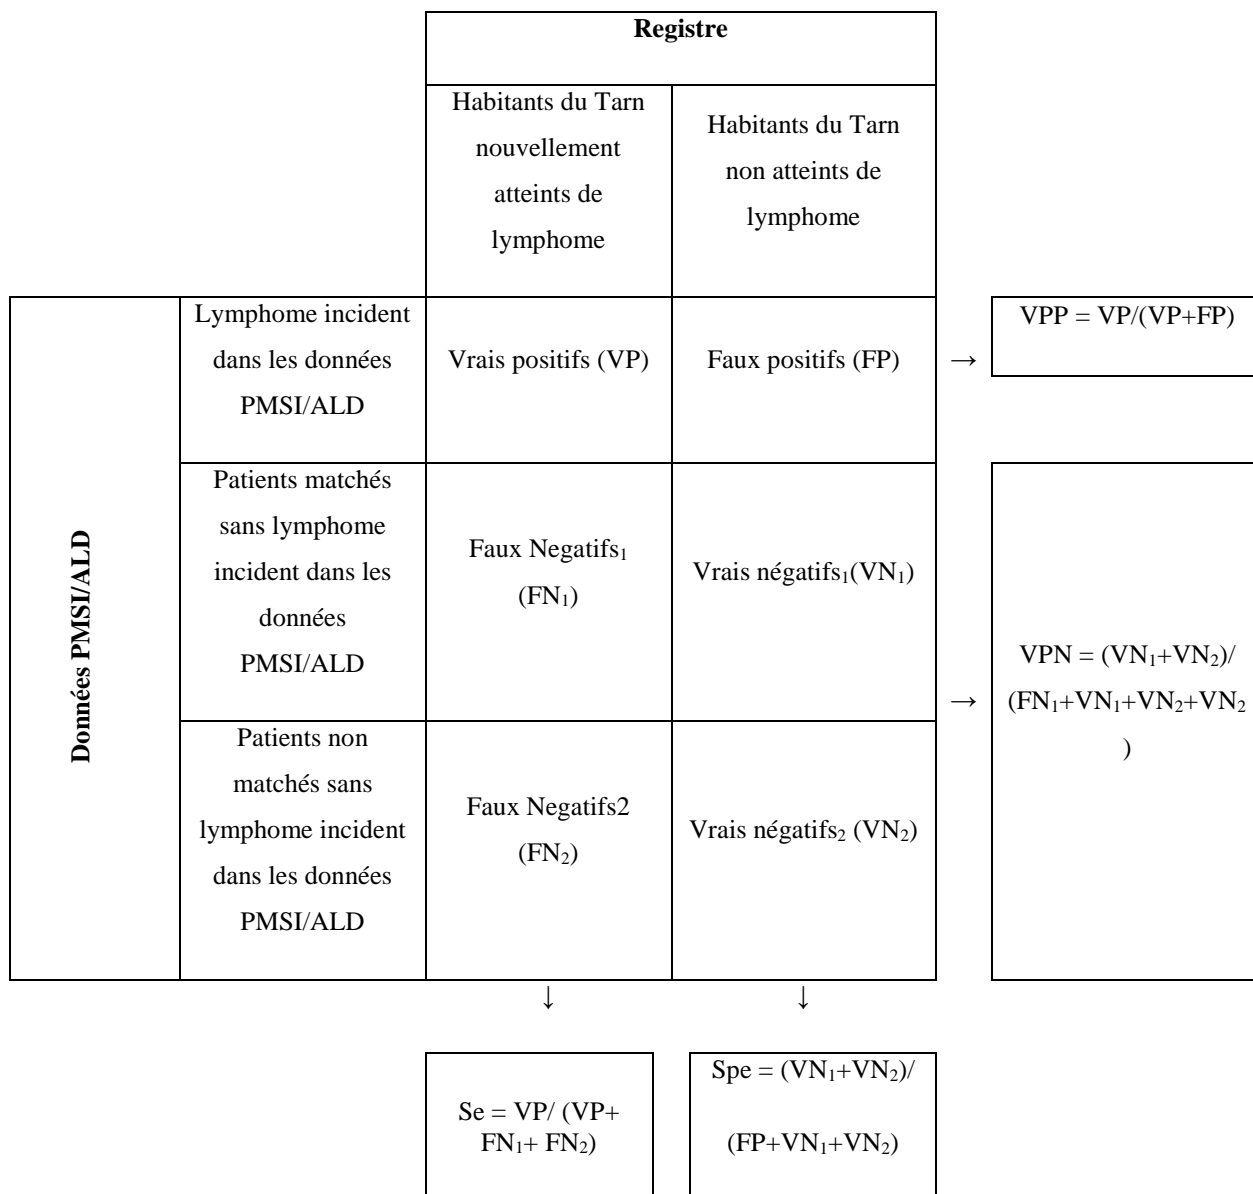 Registre
Habitants du Tarn
nouvellement
atteints de
lymphome
Habitants du Tarn
non atteints de
lymphome
Données PMSI/ALD
Lymphome incident
dans les données
PMSI/ALD
Vrais positifs (VP)
Faux positifs (FP)
→
VPP = VP/(VP+FP)
Patients matchés
sans lymphome
incident dans les
données
PMSI/ALD
Faux Negatifs₁
(FN₁)
Vrais négatifs₁(VN₁)
→
VPN = (VN₁+VN₂)/
(FN₁+VN₁+VN₂+VN₂
)
Patients non
matchés sans
lymphome incident
dans les données
PMSI/ALD
Faux Negatifs2
(FN₂)
Vrais négatifs₂ (VN₂)
↓
↓
Se = VP/ (VP+
FN₁+ FN₂)
Spe = (VN₁+VN₂)/
(FP+VN₁+VN₂)